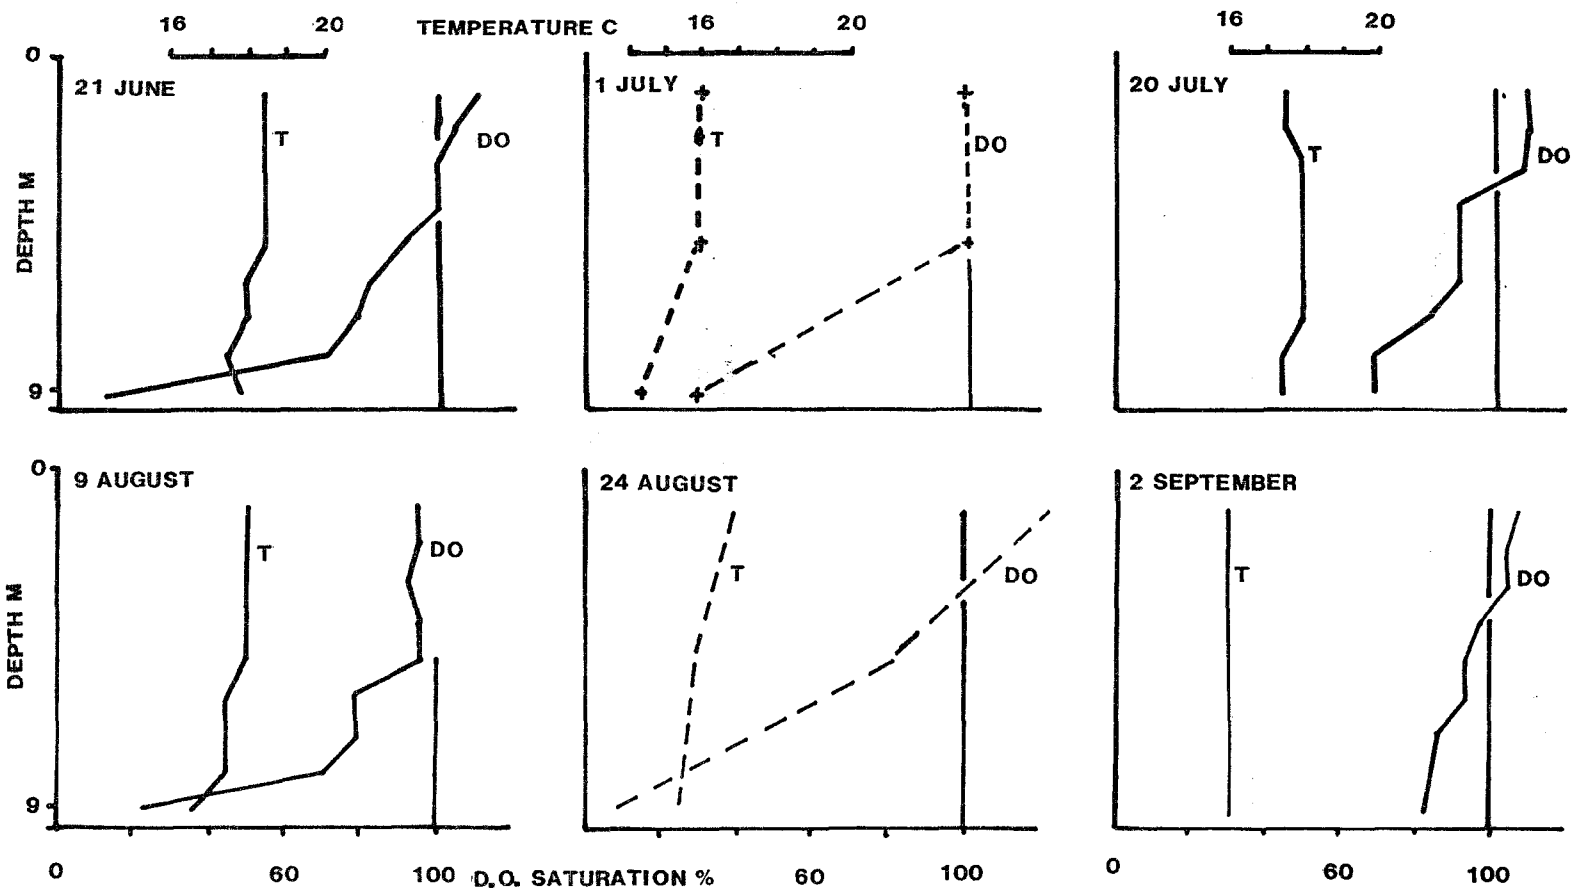 16 20 TEMPERATURE C 16 20 16 20
0
21 JUNE 1 JULY 20 JULY
T DO T DO T DO
DEPTH M
9
0
9 AUGUST 24 AUGUST 2 SEPTEMBER
T DO T DO T DO
DEPTH M
9
0 60 100 D.O. SATURATION % 60 100 0 60 100